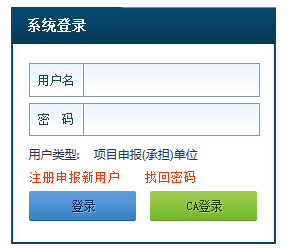 系统登录
用户名
密 码
用户类型: 项目申报(承担)单位
注册申报新用户 找回密码
登录 CA登录